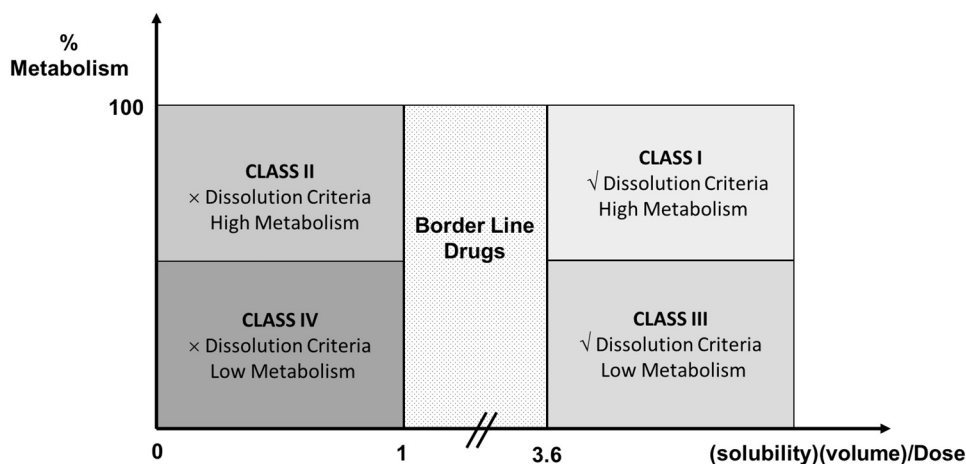 %
Metabolism
100
CLASS II
× Dissolution Criteria
High Metabolism
CLASS I
√ Dissolution Criteria
High Metabolism
Border Line
Drugs
CLASS IV
× Dissolution Criteria
Low Metabolism
CLASS III
√ Dissolution Criteria
Low Metabolism
0
1
3.6
(solubility)(volume)/Dose